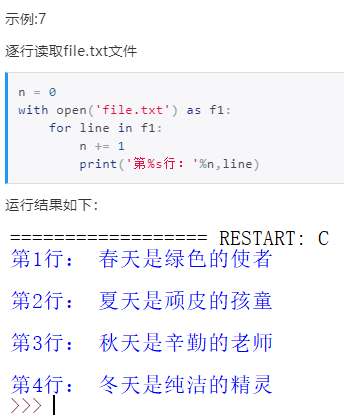 示例:7
逐行读取file.txt文件
n = 0
with open('file.txt') as f1:
    for line in f1:
        n += 1
        print('第%s行：'%n,line)
运行结果如下：
================== RESTART: C
第1行： 春天是绿色的使者
第2行： 夏天是顽皮的孩童
第3行： 秋天是辛勤的老师
第4行： 冬天是纯洁的精灵
>>>